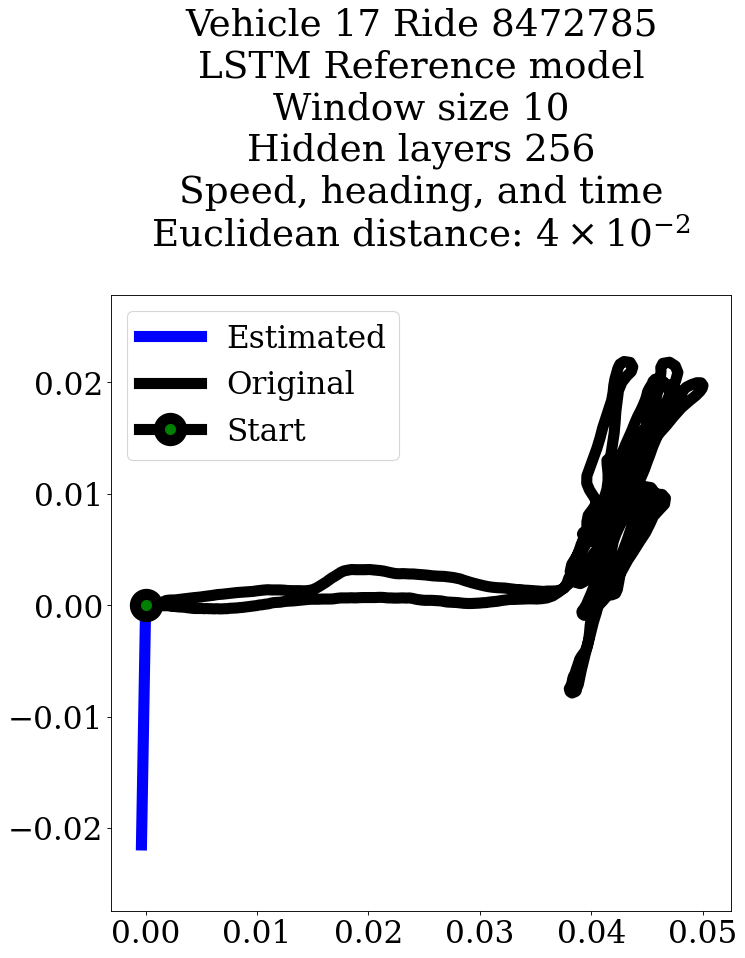 Vehicle 17 Ride 8472785
LSTM Reference model
Window size 10
Hidden layers 256
Speed, heading, and time
Euclidean distance: 4 × 10⁻²
Estimated
Original
Start
0.02
0.01
0.00
−0.01
−0.02
0.00 0.01 0.02 0.03 0.04 0.05